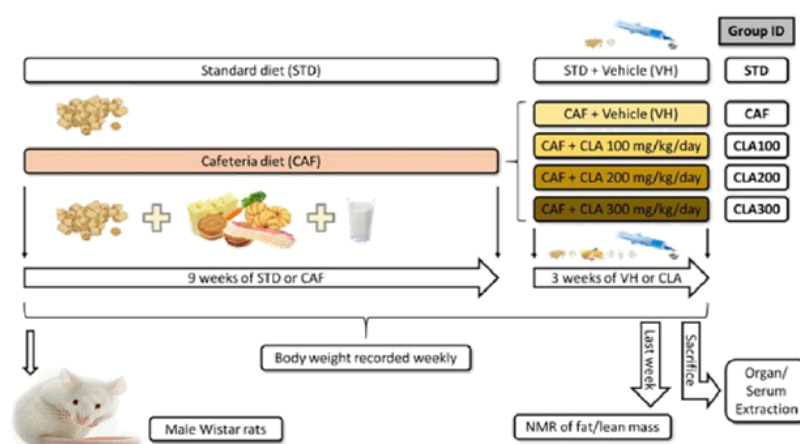 Group ID
Standard diet (STD)
STD + Vehicle (VH)
STD
CAF + Vehicle (VH)
CAF
Cafeteria diet (CAF)
CAF + CLA 100 mg/kg/day
CLA100
CAF + CLA 200 mg/kg/day
CLA200
CAF + CLA 300 mg/kg/day
CLA300
9 weeks of STD or CAF
3 weeks of VH or CLA
Body weight recorded weekly
Last week
Sacrifice
Organ/
Serum
Extraction
Male Wistar rats
NMR of fat/lean mass